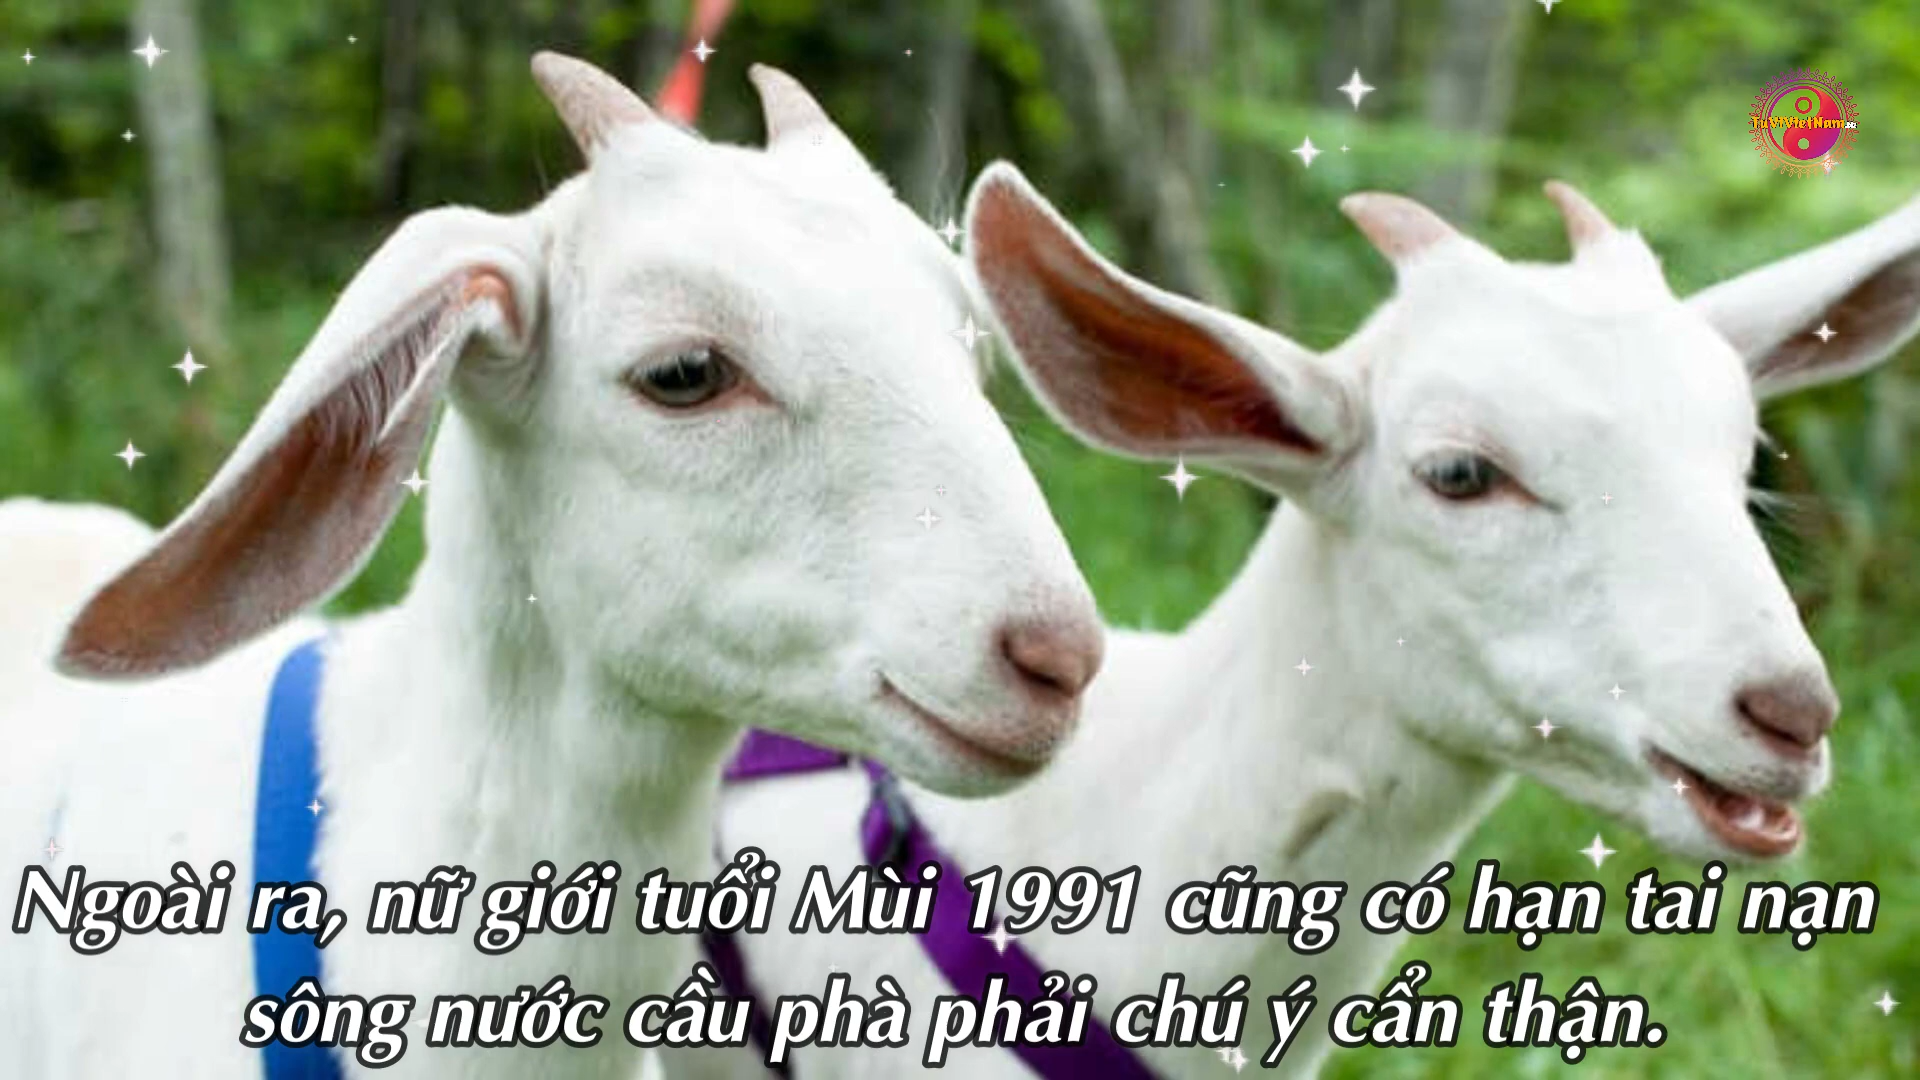 TuViVietNam
Ngoài ra, nữ giới tuổi Mùi 1991 cũng có hạn tai nạn
sông nước cầu phà phải chú ý cẩn thận.